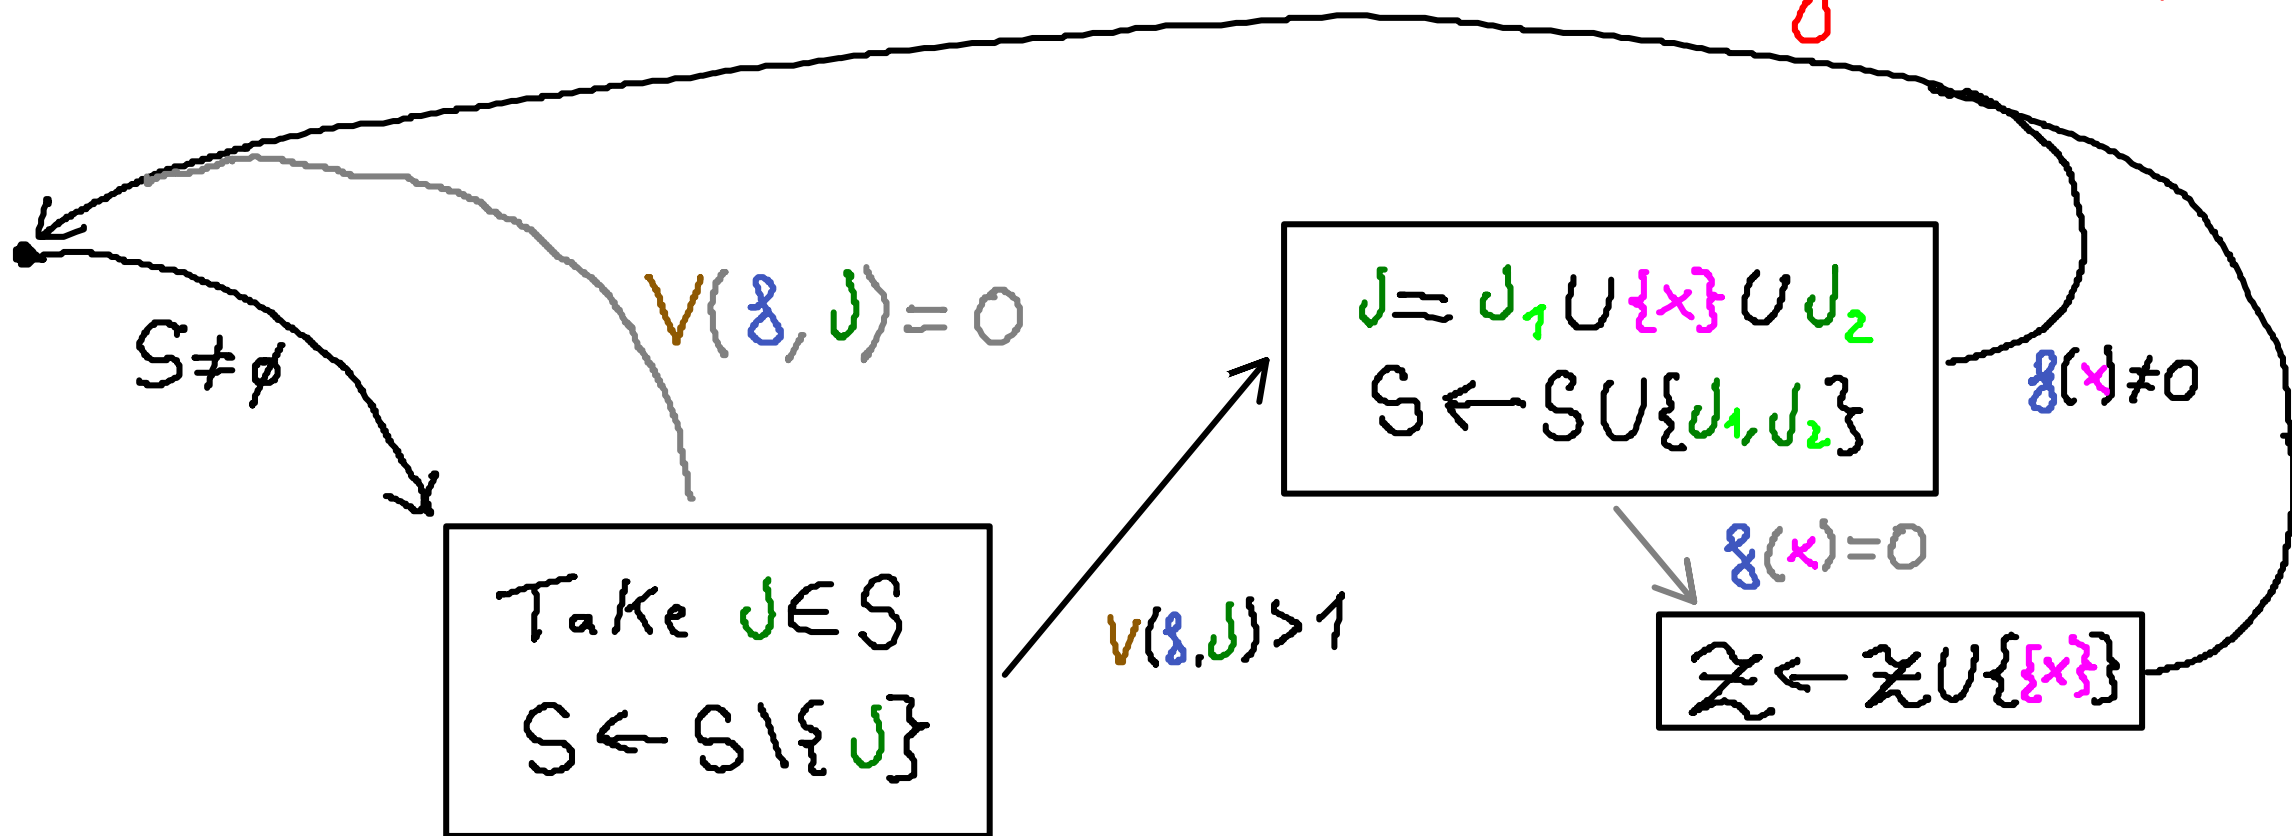 S≠∅
V(f, J)=0
J= J₁ ∪ {x} ∪ J₂
S ← S∪{J₁, J₂}
f(x)≠0
f(x)=0
Take J∈S
S ← S\{J}
V(f,J)>1
Z ← Z∪{{x}}